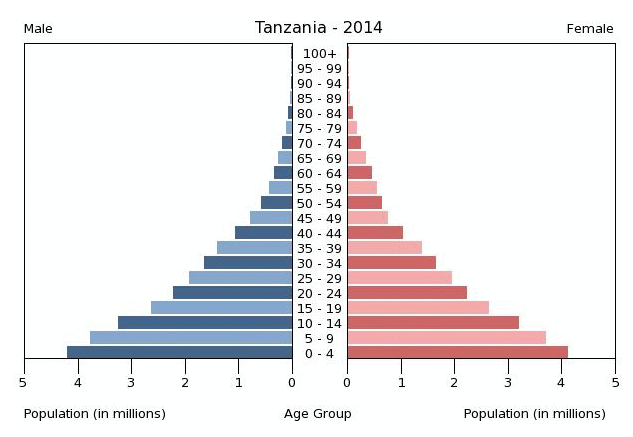 Tanzania - 2014
Male
Female
100+
95 - 99
90 - 94
85 - 89
80 - 84
75 - 79
70 - 74
65 - 69
60 - 64
55 - 59
50 - 54
45 - 49
40 - 44
35 - 39
30 - 34
25 - 29
20 - 24
15 - 19
10 - 14
5 - 9
0 - 4
5 4 3 2 1 0 0 1 2 3 4 5
Population (in millions) Age Group Population (in millions)